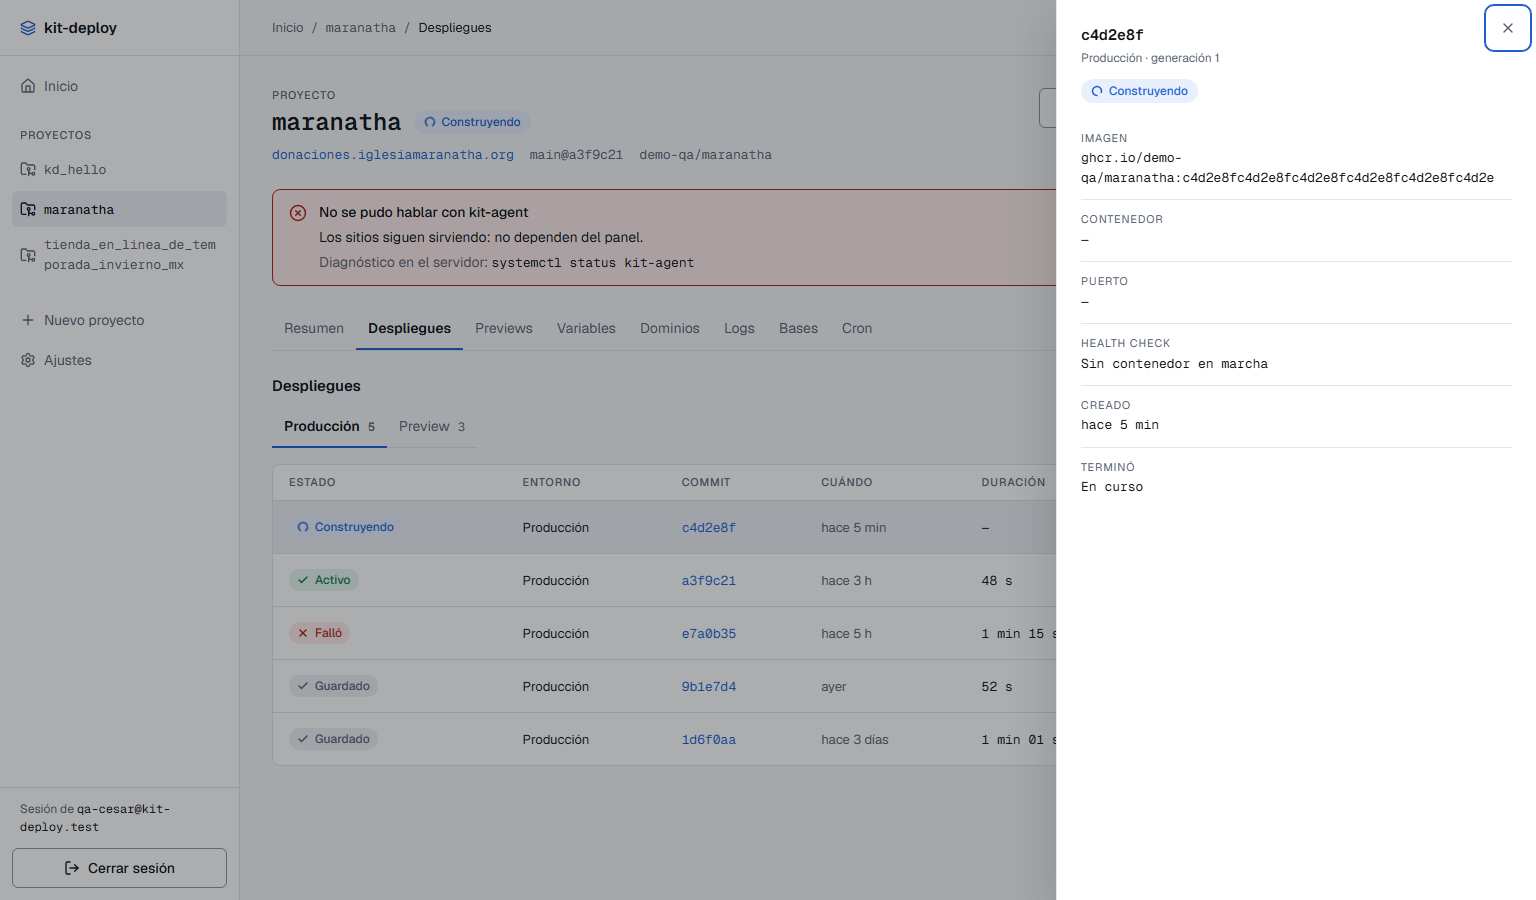 kit-deploy
Inicio
PROYECTOS
kd_hello
maranatha
tienda_en_linea_de_tem
porada_invierno_mx
Nuevo proyecto
Ajustes
Sesión de qa-cesar@kit-
deploy.test
Cerrar sesión
Inicio / maranatha / Despliegues
PROYECTO
maranatha Construyendo
donaciones.iglesiamaranatha.org main@a3f9c21 demo-qa/maranatha
No se pudo hablar con kit-agent
Los sitios siguen sirviendo: no dependen del panel.
Diagnóstico en el servidor: systemctl status kit-agent
Resumen Despliegues Previews Variables Dominios Logs Bases Cron
Despliegues
Producción 5 Preview 3
ESTADO ENTORNO COMMIT CUÁNDO DURACIÓN
Construyendo Producción c4d2e8f hace 5 min –
Activo Producción a3f9c21 hace 3 h 48 s
Falló Producción e7a0b35 hace 5 h 1 min 15 s
Guardado Producción 9b1e7d4 ayer 52 s
Guardado Producción 1d6f0aa hace 3 días 1 min 01 s
c4d2e8f
Producción · generación 1
Construyendo
IMAGEN
ghcr.io/demo-
qa/maranatha:c4d2e8fc4d2e8fc4d2e8fc4d2e8fc4d2e8fc4d2e
CONTENEDOR
–
PUERTO
–
HEALTH CHECK
Sin contenedor en marcha
CREADO
hace 5 min
TERMINÓ
En curso